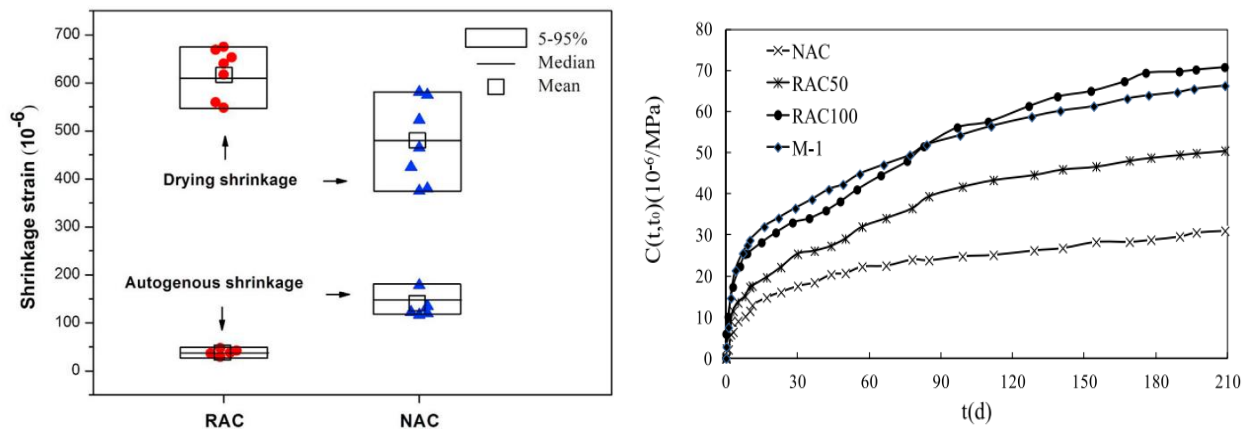 700
600
500
400
300
200
100
0
Shrinkage strain (10⁻⁶)
5-95%
Median
Mean
Drying shrinkage
Autogenous shrinkage
RAC
NAC
80
70
60
50
40
30
20
10
0
C(t,t₀)(10⁻⁶/MPa)
NAC
RAC50
RAC100
M-1
0 30 60 90 120 150 180 210
t(d)